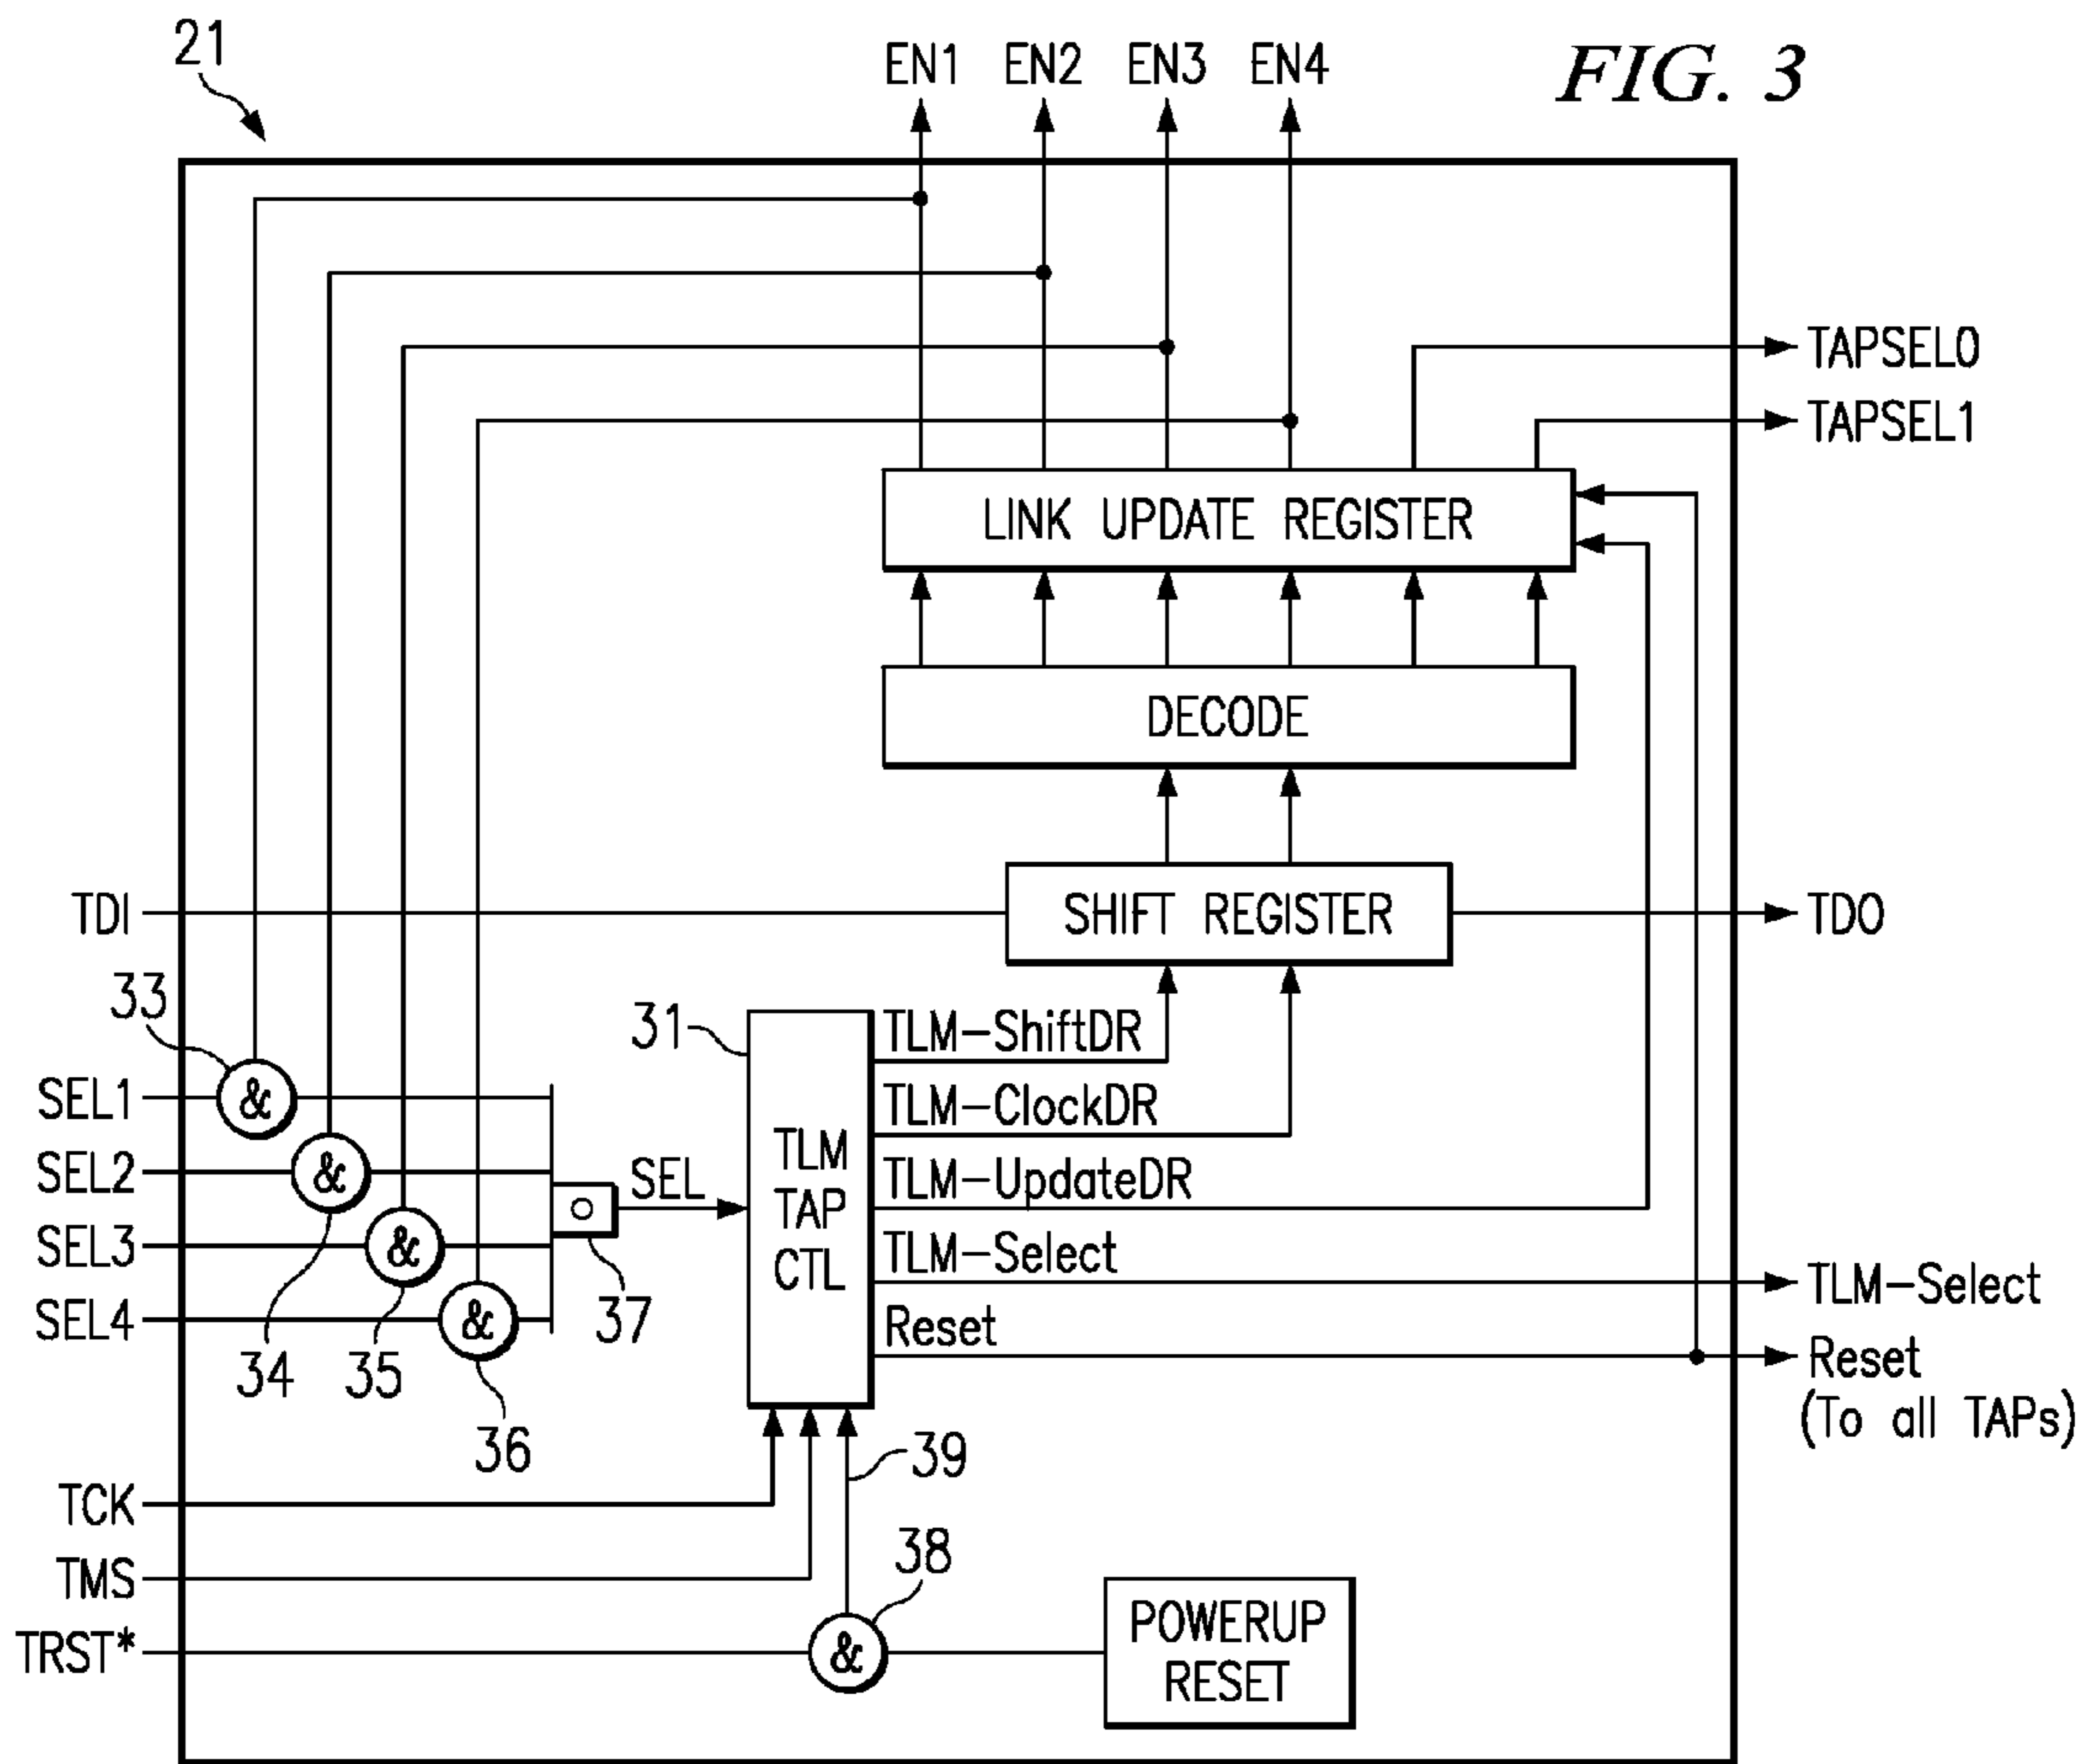 21
EN1 EN2 EN3 EN4
FIG. 3
TAPSEL0
TAPSEL1
LINK UPDATE REGISTER
DECODE
TDI
SHIFT REGISTER
TDO
33
31
TLM-ShiftDR
SEL1
&
TLM-ClockDR
SEL2
&
SEL
TLM
TAP
CTL
TLM-UpdateDR
SEL3
&
TLM-Select
TLM-Select
SEL4
&
37
Reset
Reset
(To all TAPs)
34
35
36
39
TCK
38
TMS
TRST*
&
POWERUP
RESET